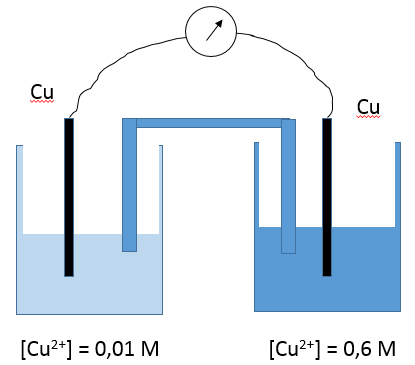 Cu
Cu
[Cu²⁺] = 0,01 M
[Cu²⁺] = 0,6 M